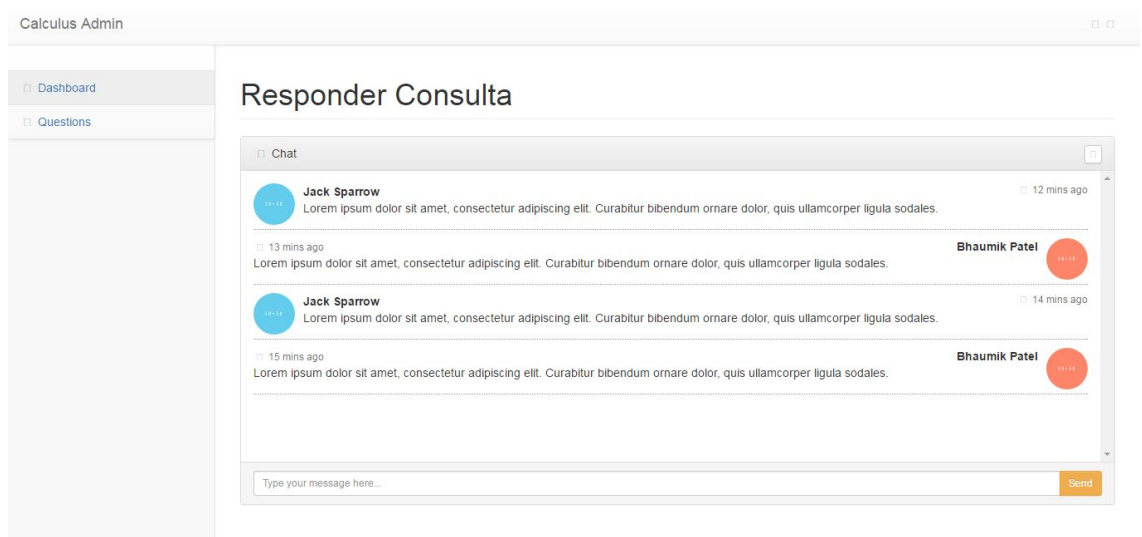 Calculus Admin
Dashboard
Questions
Responder Consulta
Chat
Jack Sparrow
12 mins ago
Lorem ipsum dolor sit amet, consectetur adipiscing elit. Curabitur bibendum ornare dolor, quis ullamcorper ligula sodales.
13 mins ago
Bhaumik Patel
Lorem ipsum dolor sit amet, consectetur adipiscing elit. Curabitur bibendum ornare dolor, quis ullamcorper ligula sodales.
Jack Sparrow
14 mins ago
Lorem ipsum dolor sit amet, consectetur adipiscing elit. Curabitur bibendum ornare dolor, quis ullamcorper ligula sodales.
15 mins ago
Bhaumik Patel
Lorem ipsum dolor sit amet, consectetur adipiscing elit. Curabitur bibendum ornare dolor, quis ullamcorper ligula sodales.
Type your message here...
Send